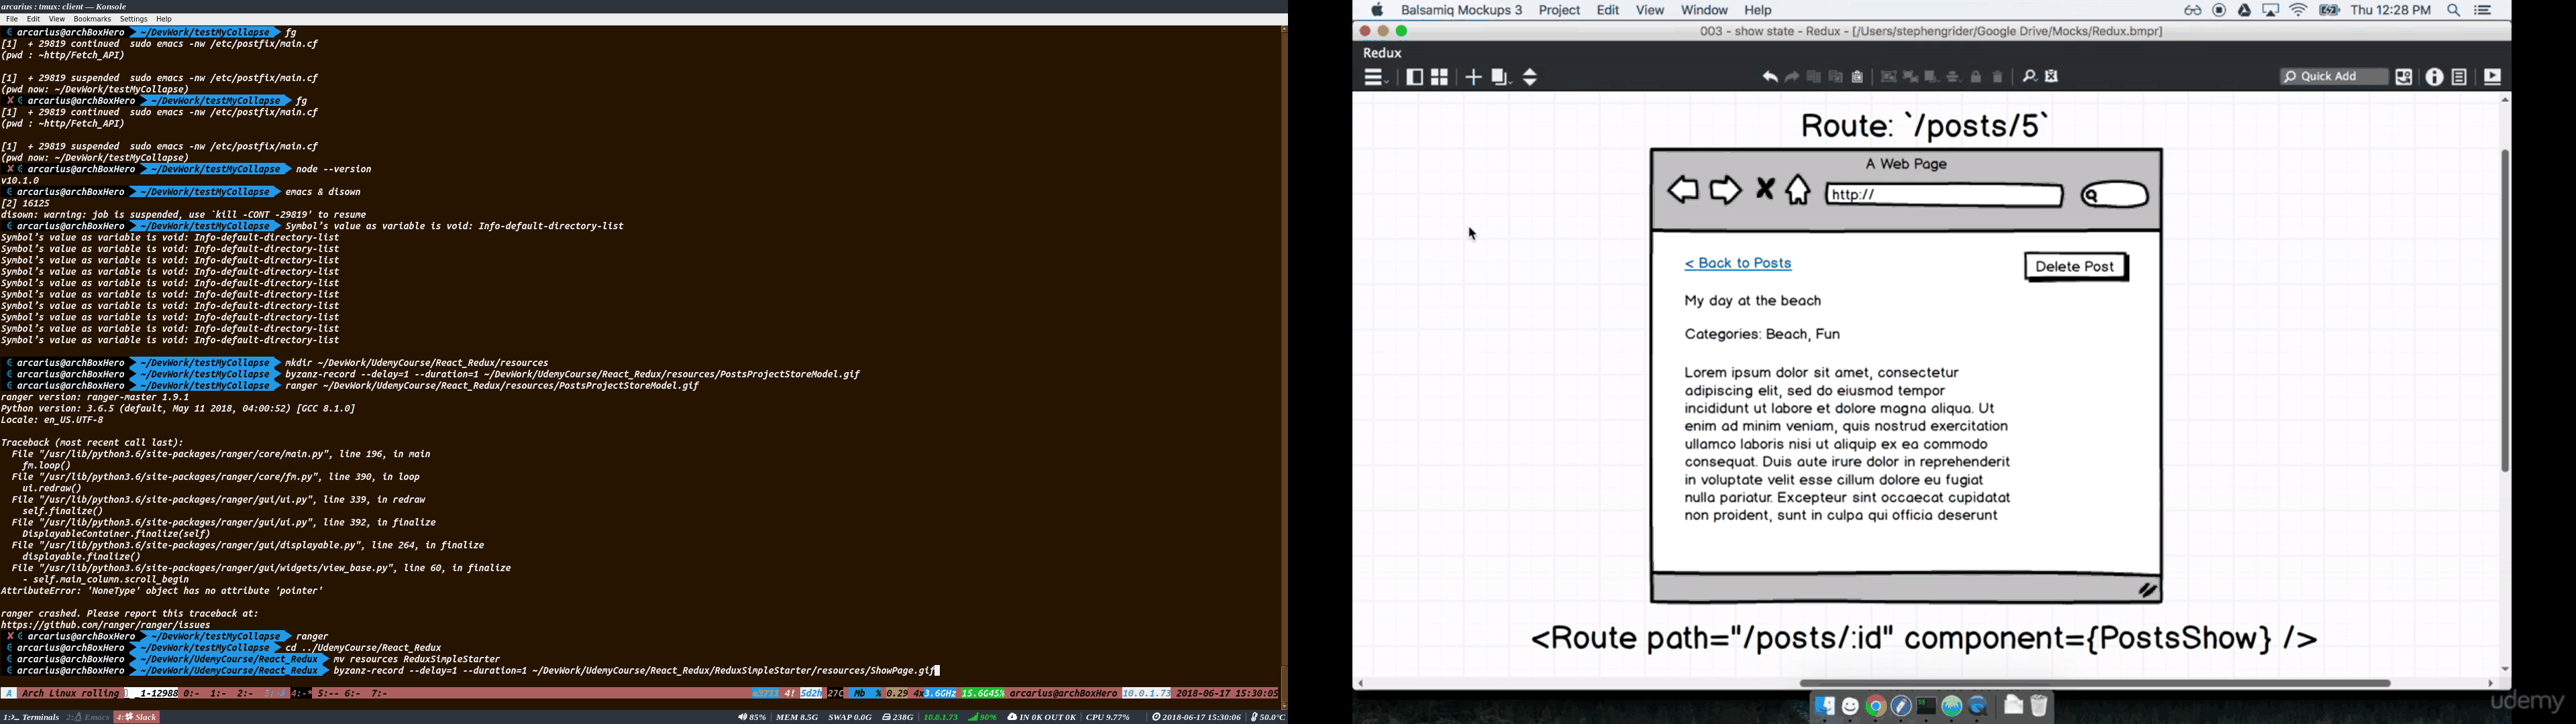 arcarius : tmux: client — Konsole
File Edit View Bookmarks Settings Help
arcarius@archBoxHero ~/DevWork/testMyCollapse fg
[1] + 29819 continued sudo emacs -nw /etc/postfix/main.cf
(pwd : ~http/Fetch_API)
[1] + 29819 suspended sudo emacs -nw /etc/postfix/main.cf
(pwd now: ~/DevWork/testMyCollapse)
✘ arcarius@archBoxHero ~/DevWork/testMyCollapse fg
[1] + 29819 continued sudo emacs -nw /etc/postfix/main.cf
(pwd : ~http/Fetch_API)
[1] + 29819 suspended sudo emacs -nw /etc/postfix/main.cf
(pwd now: ~/DevWork/testMyCollapse)
✘ arcarius@archBoxHero ~/DevWork/testMyCollapse node --version
v10.1.0
arcarius@archBoxHero ~/DevWork/testMyCollapse emacs & disown
[2] 16125
disown: warning: job is suspended, use `kill -CONT -29819' to resume
arcarius@archBoxHero ~/DevWork/testMyCollapse Symbol’s value as variable is void: Info-default-directory-list
Symbol’s value as variable is void: Info-default-directory-list
Symbol’s value as variable is void: Info-default-directory-list
Symbol’s value as variable is void: Info-default-directory-list
Symbol’s value as variable is void: Info-default-directory-list
Symbol’s value as variable is void: Info-default-directory-list
Symbol’s value as variable is void: Info-default-directory-list
Symbol’s value as variable is void: Info-default-directory-list
Symbol’s value as variable is void: Info-default-directory-list
Symbol’s value as variable is void: Info-default-directory-list
Symbol’s value as variable is void: Info-default-directory-list
arcarius@archBoxHero ~/DevWork/testMyCollapse mkdir ~/DevWork/UdemyCourse/React_Redux/resources
arcarius@archBoxHero ~/DevWork/testMyCollapse byzanz-record --delay=1 --duration=1 ~/DevWork/UdemyCourse/React_Redux/resources/PostsProjectStoreModel.gif
arcarius@archBoxHero ~/DevWork/testMyCollapse ranger ~/DevWork/UdemyCourse/React_Redux/resources/PostsProjectStoreModel.gif
ranger version: ranger-master 1.9.1
Python version: 3.6.5 (default, May 11 2018, 04:00:52) [GCC 8.1.0]
Locale: en_US.UTF-8
Traceback (most recent call last):
File "/usr/lib/python3.6/site-packages/ranger/core/main.py", line 196, in main
fm.loop()
File "/usr/lib/python3.6/site-packages/ranger/core/fm.py", line 390, in loop
ui.redraw()
File "/usr/lib/python3.6/site-packages/ranger/gui/ui.py", line 339, in redraw
self.finalize()
File "/usr/lib/python3.6/site-packages/ranger/gui/ui.py", line 392, in finalize
DisplayableContainer.finalize(self)
File "/usr/lib/python3.6/site-packages/ranger/gui/displayable.py", line 264, in finalize
displayable.finalize()
File "/usr/lib/python3.6/site-packages/ranger/gui/widgets/view_base.py", line 60, in finalize
- self.main_column.scroll_begin
AttributeError: 'NoneType' object has no attribute 'pointer'
ranger crashed. Please report this traceback at:
https://github.com/ranger/ranger/issues
✘ arcarius@archBoxHero ~/DevWork/testMyCollapse ranger
arcarius@archBoxHero ~/DevWork/testMyCollapse cd ../UdemyCourse/React_Redux
arcarius@archBoxHero ~/DevWork/UdemyCourse/React_Redux mv resources ReduxSimpleStarter
arcarius@archBoxHero ~/DevWork/UdemyCourse/React_Redux byzanz-record --delay=1 --duration=1 ~/DevWork/UdemyCourse/React_Redux/ReduxSimpleStarter/resources/ShowPage.gif
A Arch Linux rolling 1-12988 0:- 1:- 2:- 4:-* 5:-- 6:- 7:- 4! 5d2h 27C Mb % 0.29 4x3.6GHz 15.6G45% arcarius@archBoxHero 10.0.1.73 2018-06-17 15:30:05
1: Terminals 2: Emacs 4: Slack 85% MEM 8.5G SWAP 0.0G 238G 10.0.1.73 90% IN 0K OUT 0K CPU 9.77% 2018-06-17 15:30:06 50.0°C
Balsamiq Mockups 3 Project Edit View Window Help Thu 12:28 PM
003 - show state - Redux - [/Users/stephengrider/Google Drive/Mocks/Redux.bmpr]
Redux
Quick Add
Route: `/posts/5`
A Web Page
http://
< Back to Posts
Delete Post
My day at the beach
Categories: Beach, Fun
Lorem ipsum dolor sit amet, consectetur
adipiscing elit, sed do eiusmod tempor
incididunt ut labore et dolore magna aliqua. Ut
enim ad minim veniam, quis nostrud exercitation
ullamco laboris nisi ut aliquip ex ea commodo
consequat. Duis aute irure dolor in reprehenderit
in voluptate velit esse cillum dolore eu fugiat
nulla pariatur. Excepteur sint occaecat cupidatat
non proident, sunt in culpa qui officia deserunt
<Route path="/posts/:id" component={PostsShow} />
udemy